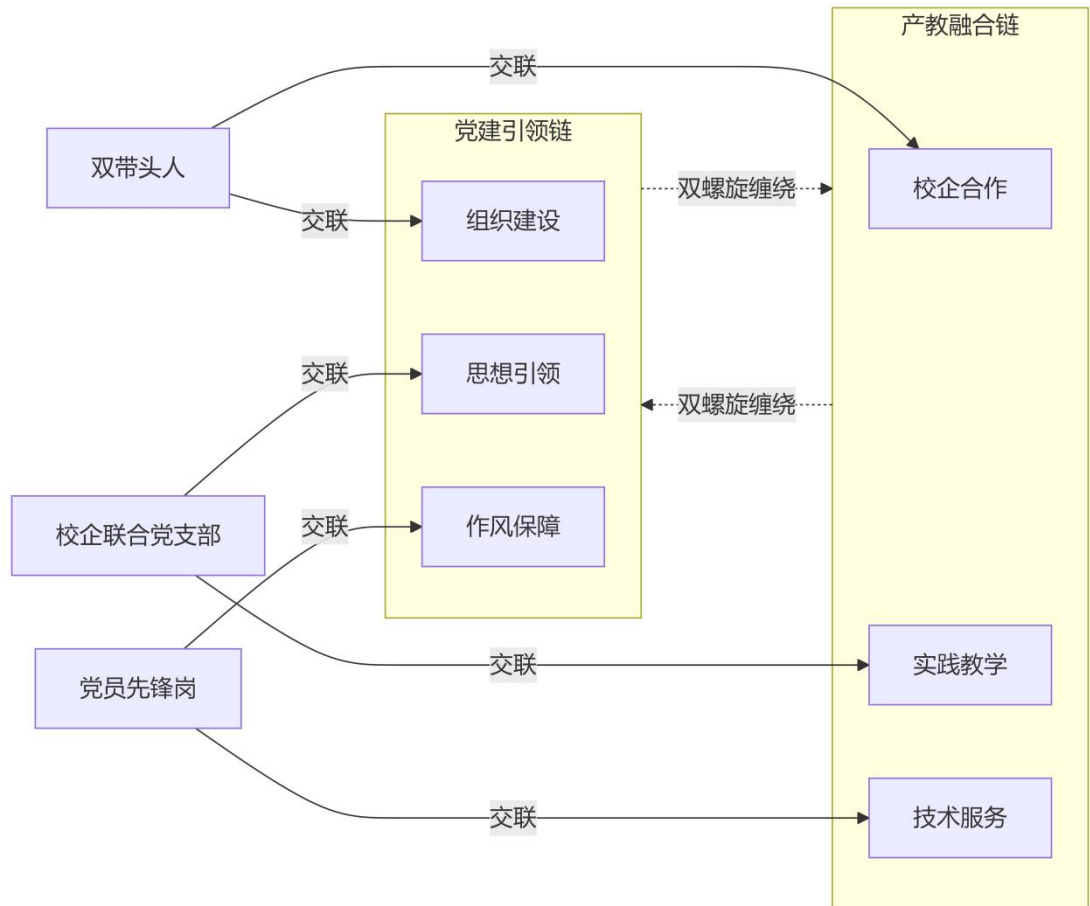 产教融合链
交联
党建引领链
双带头人
校企合作
双螺旋缠绕
交联
组织建设
交联
思想引领
双螺旋缠绕
校企联合党支部
交联
作风保障
交联
实践教学
党员先锋岗
交联
技术服务